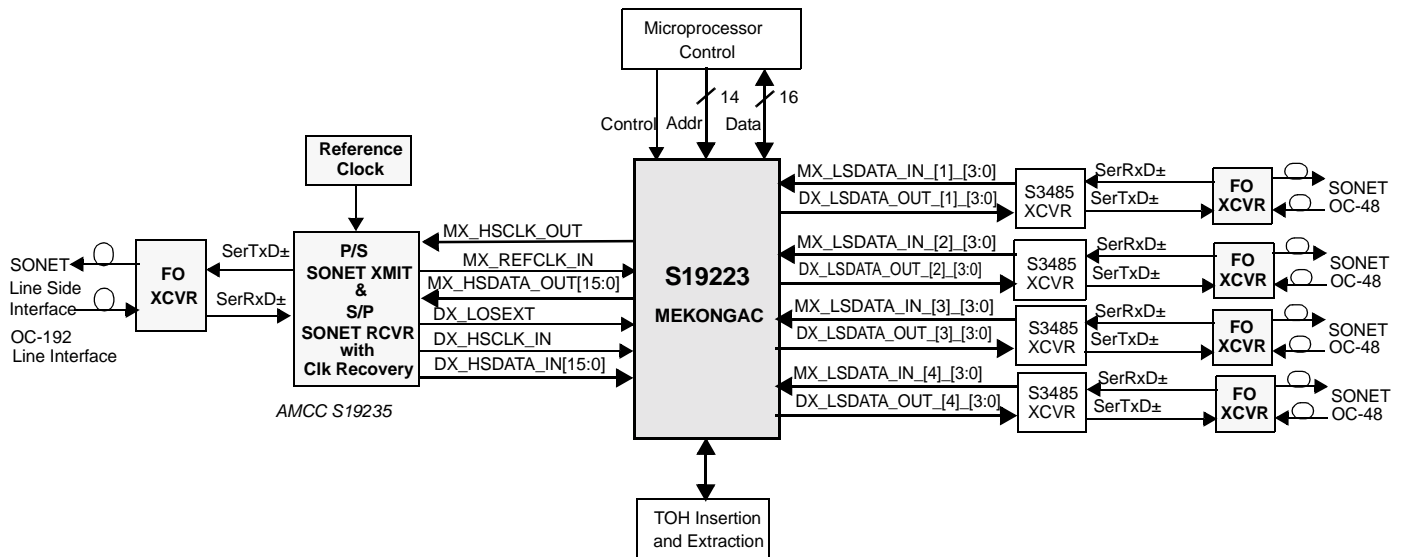 Microprocessor
Control
14
16
Control
Addr
Data
Reference
Clock
SONET
Line Side
Interface
OC-192
Line Interface
FO
XCVR
SerTxD±
SerRxD±
P/S
SONET XMIT
&
S/P
SONET RCVR
with
Clk Recovery
AMCC S19235
MX_HSCLK_OUT
MX_REFCLK_IN
MX_HSDATA_OUT[15:0]
DX_LOSEXT
DX_HSCLK_IN
DX_HSDATA_IN[15:0]
S19223
MEKONGAC
MX_LSDATA_IN_[1]_[3:0]
DX_LSDATA_OUT_[1]_[3:0]
S3485
XCVR
SerRxD±
SerTxD±
FO
XCVR
SONET
OC-48
MX_LSDATA_IN_[2]_[3:0]
DX_LSDATA_OUT_[2]_[3:0]
S3485
XCVR
SerRxD±
SerTxD±
FO
XCVR
SONET
OC-48
MX_LSDATA_IN_[3]_[3:0]
DX_LSDATA_OUT_[3]_[3:0]
S3485
XCVR
SerRxD±
SerTxD±
FO
XCVR
SONET
OC-48
MX_LSDATA_IN_[4]_[3:0]
DX_LSDATA_OUT_[4]_[3:0]
S3485
XCVR
SerRxD±
SerTxD±
FO
XCVR
SONET
OC-48
TOH Insertion
and Extraction